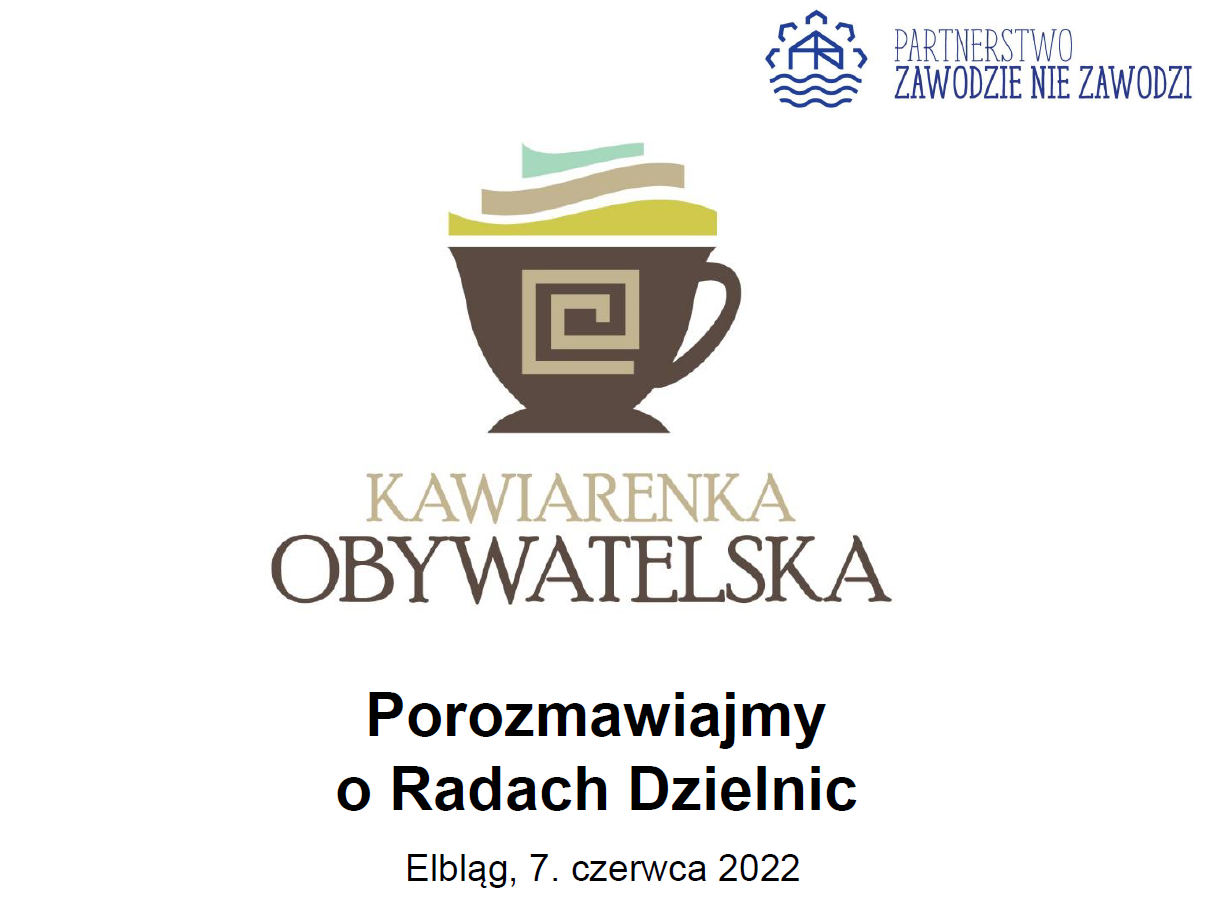 PARTNERSTWO
ZAWODZIE NIE ZAWODZI
KAWIARENKA
OBYWATELSKA
Porozmawiajmy
o Radach Dzielnic
Elbląg, 7. czerwca 2022